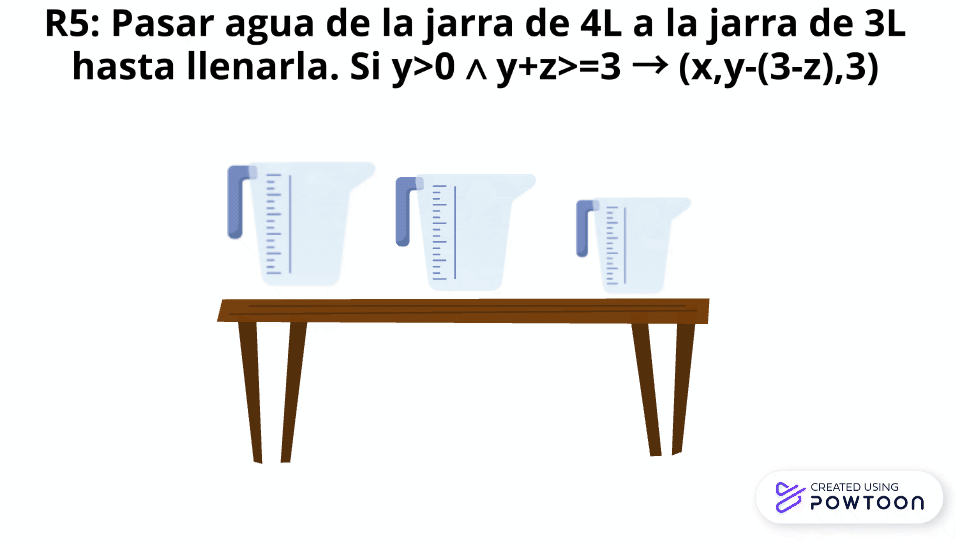 R5: Pasar agua de la jarra de 4L a la jarra de 3L
hasta llenarla. Si y>0 ∧ y+z>=3 → (x,y-(3-z),3)
CREATED USING
POWTOON